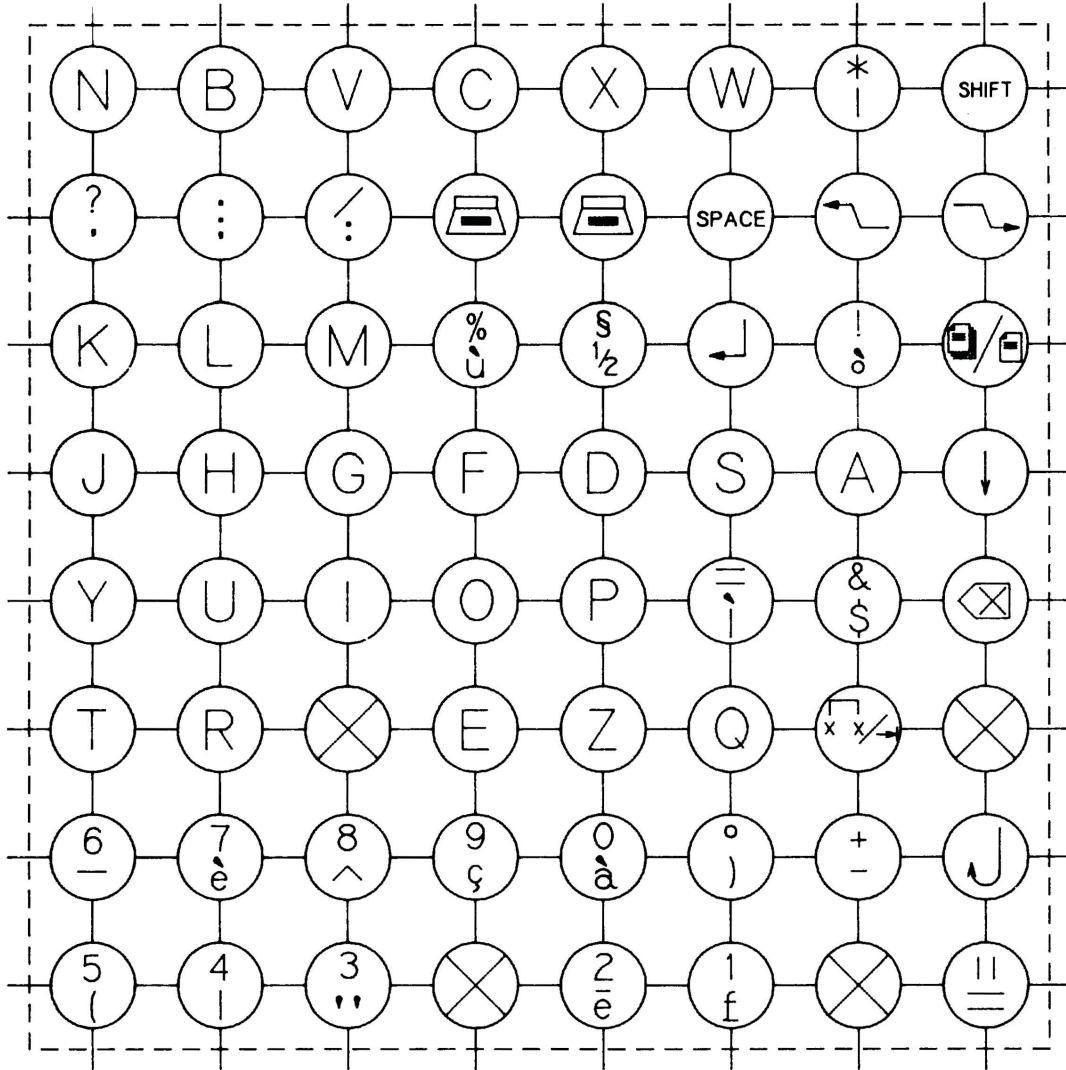 N B V C X W * | SHIFT
? , : ; / : SPACE
K L M % ù § 1/2 ! ò
J H G F D S A
Y U I O P & $
T R E Z Q x x/
6 _ 7 è 8 ^ 9 ç 0 à ° ) + -
5 ( 4 | 3 " 2 e 1 £